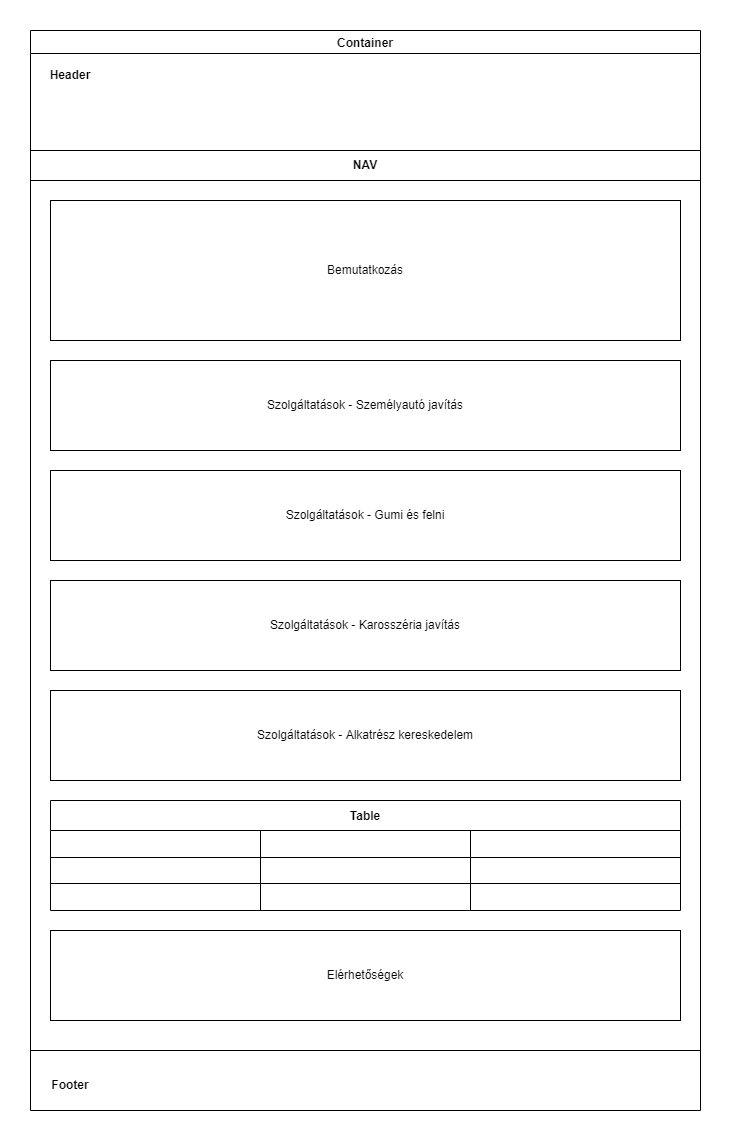 Container
Header
NAV
Bemutatkozás
Szolgáltatások - Személyautó javítás
Szolgáltatások - Gumi és felni
Szolgáltatások - Karosszéria javítás
Szolgáltatások - Alkatrész kereskedelem
Table
Elérhetőségek
Footer